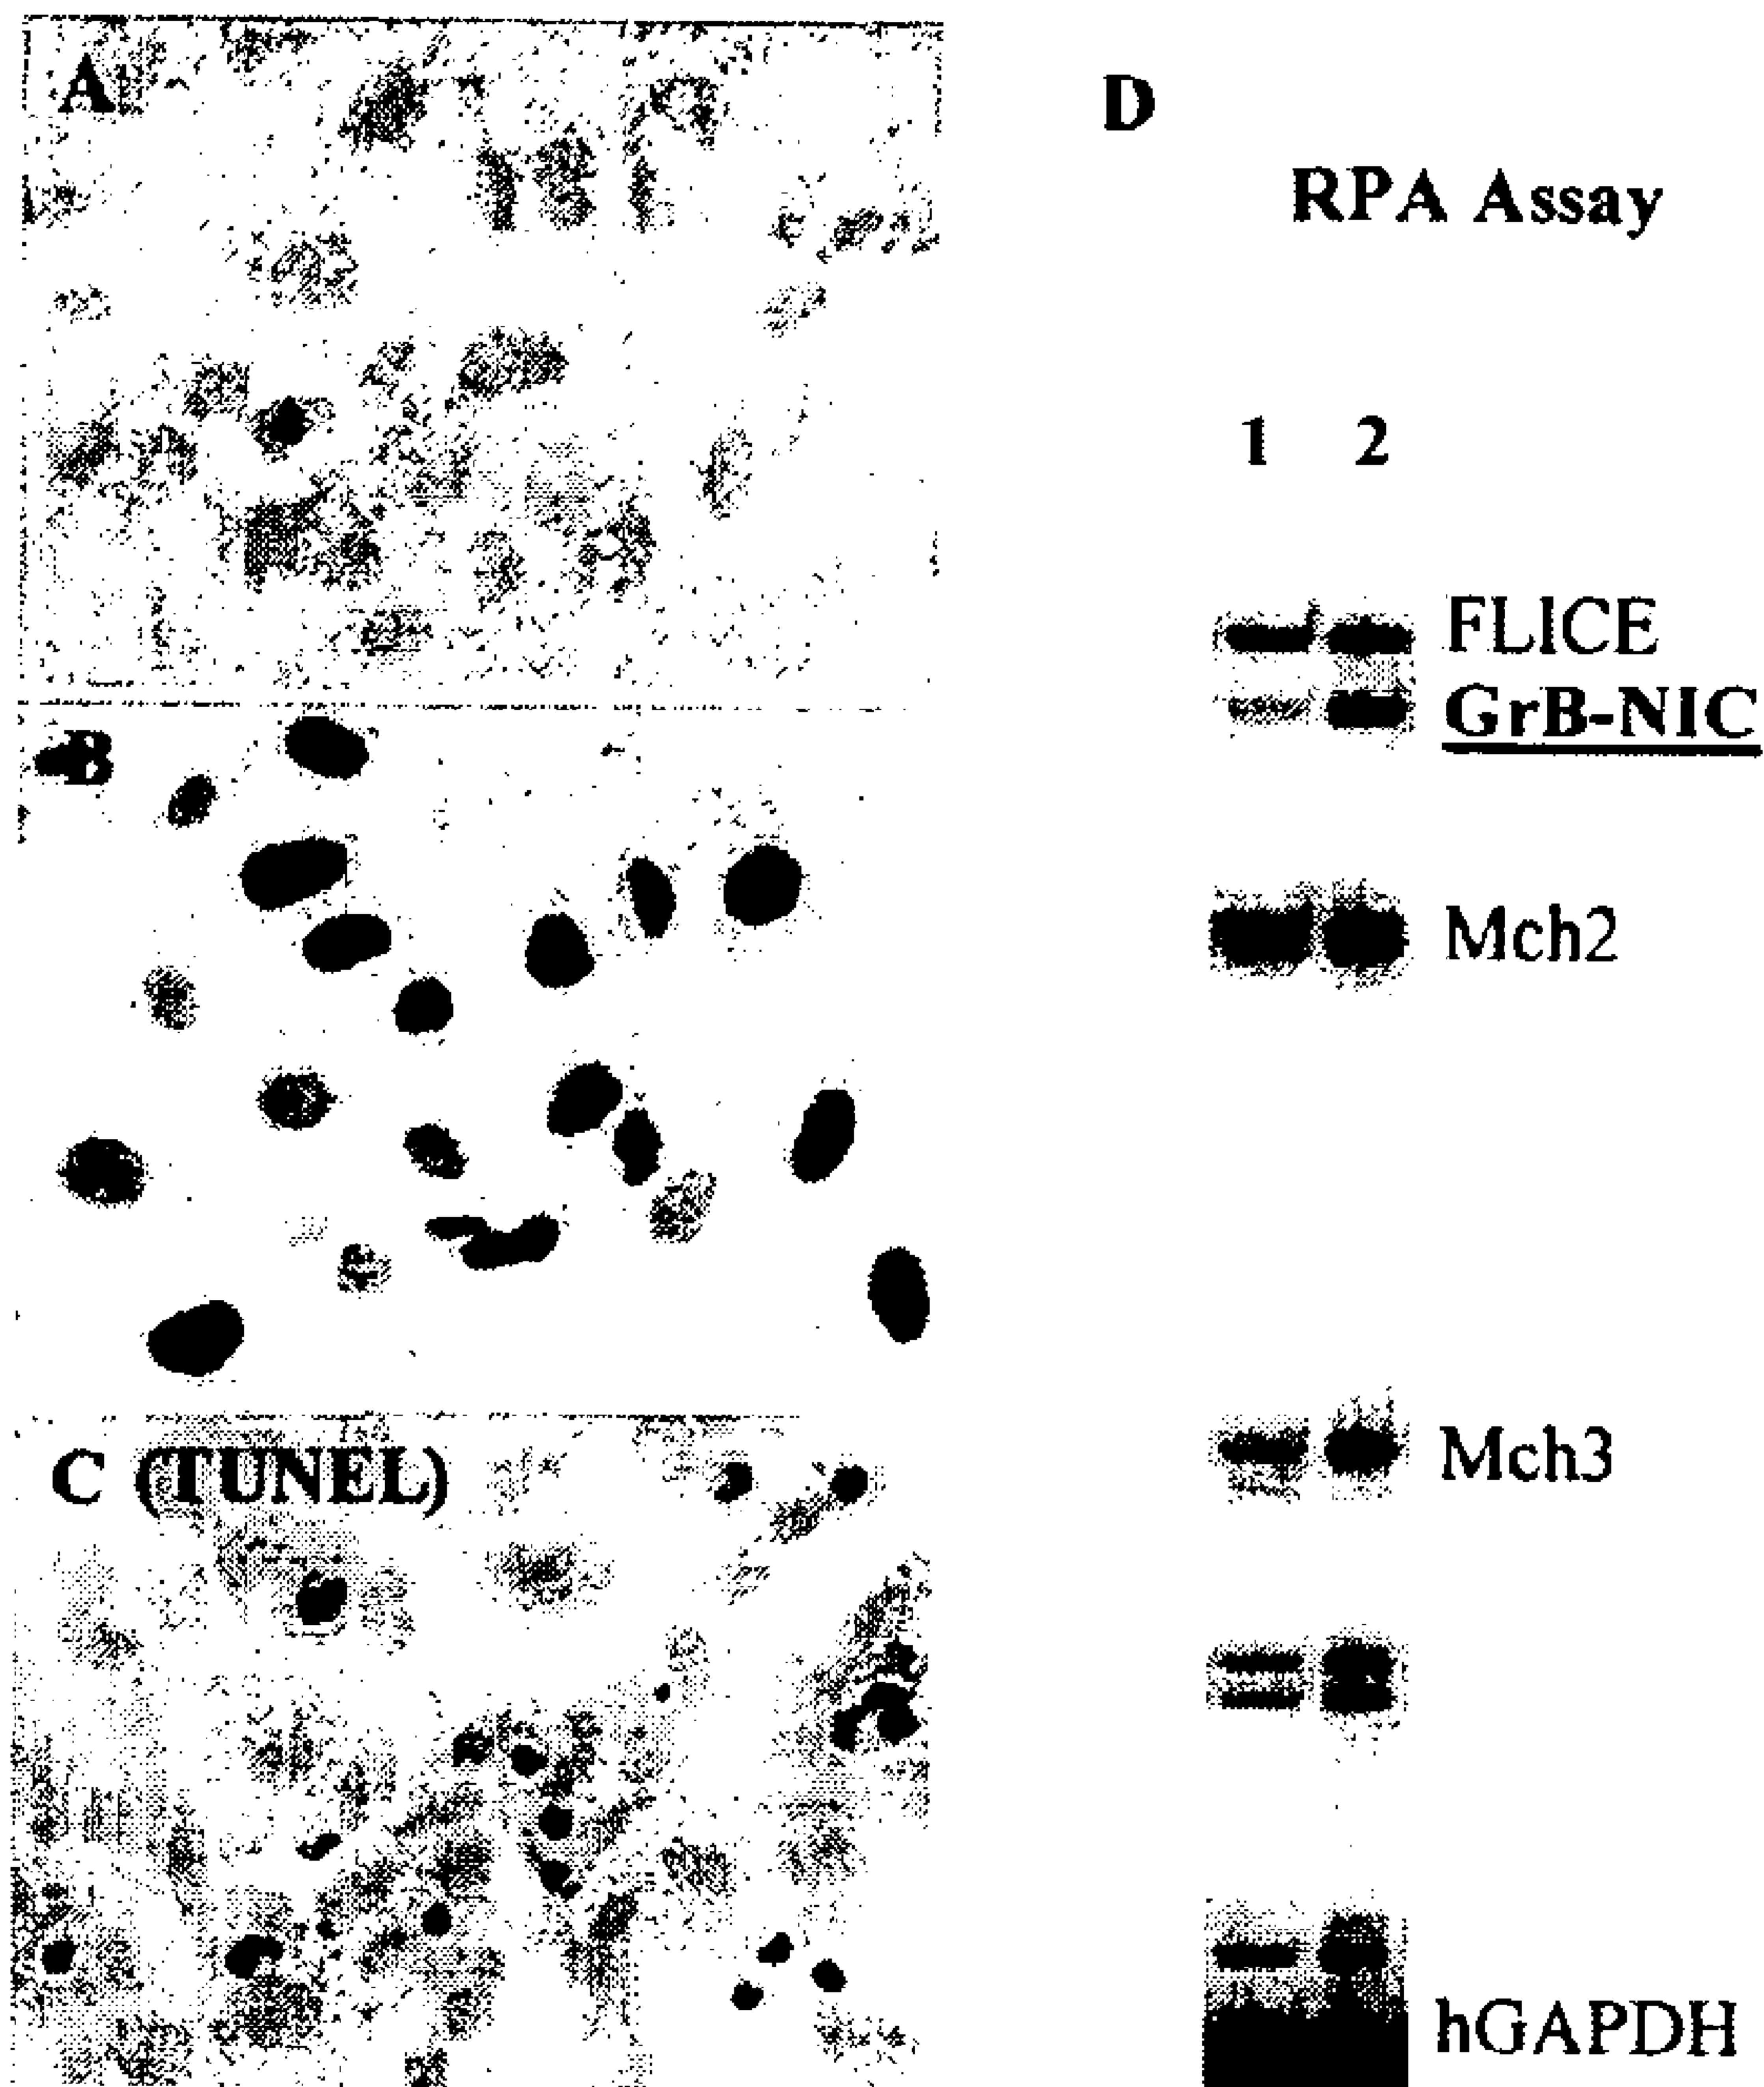 A
B
C (TUNEL)
D
RPA Assay
1 2
FLICE
GrB-NIC
Mch2
Mch3
hGAPDH